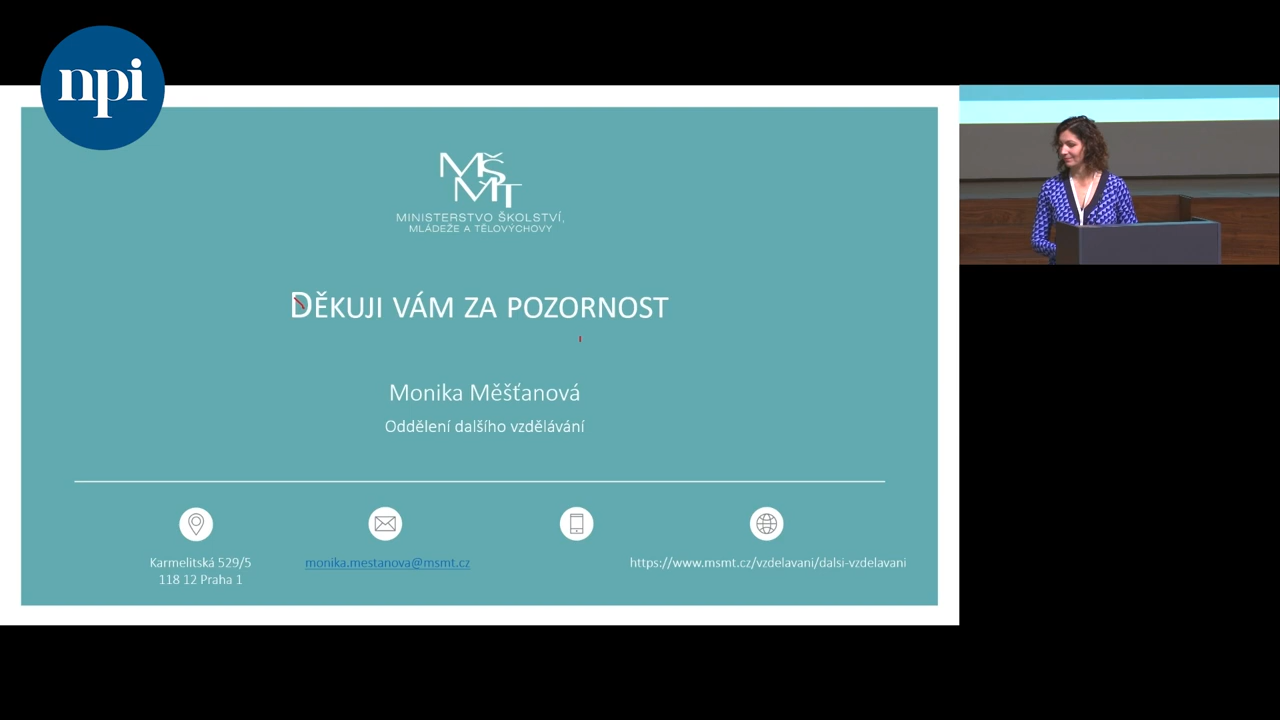 npi
MŠMT
MINISTERSTVO ŠKOLSTVÍ,
MLÁDEŽE A TĚLOVÝCHOVY
DĚKUJI VÁM ZA POZORNOST
Monika Měšťanová
Oddělení dalšího vzdělávání
Karmelitská 529/5
118 12 Praha 1
monika.mestanova@msmt.cz
https://www.msmt.cz/vzdelavani/dalsi-vzdelavani